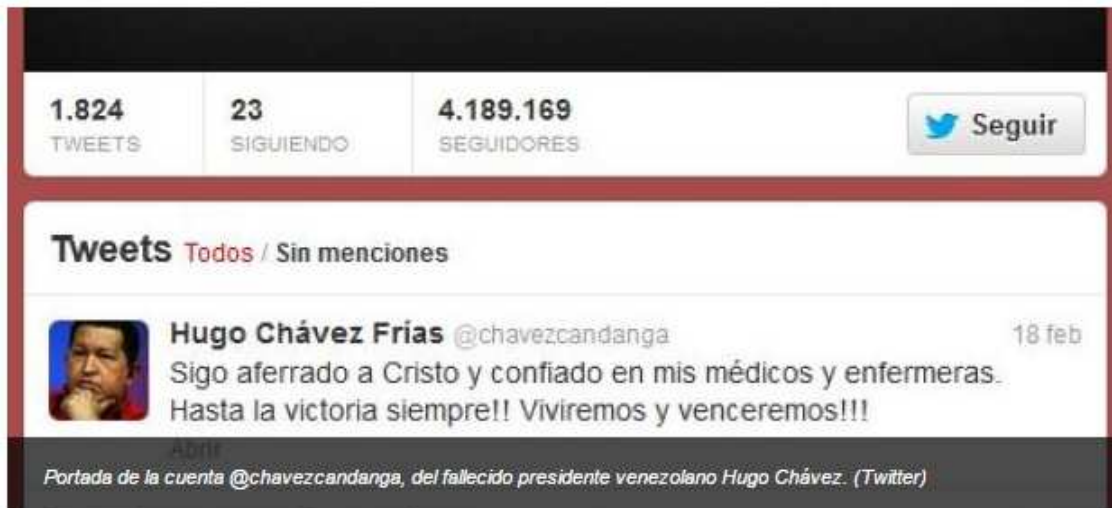 1.824
TWEETS
23
SIGUIENDO
4.189.169
SEGUIDORES
Seguir
Tweets Todos / Sin menciones
Hugo Chávez Frías @chavezcandanga 18 feb
Sigo aferrado a Cristo y confiado en mis médicos y enfermeras.
Hasta la victoria siempre!! Viviremos y venceremos!!!
Abrir
Portada de la cuenta @chavezcandanga, del fallecido presidente venezolano Hugo Chávez. (Twitter)